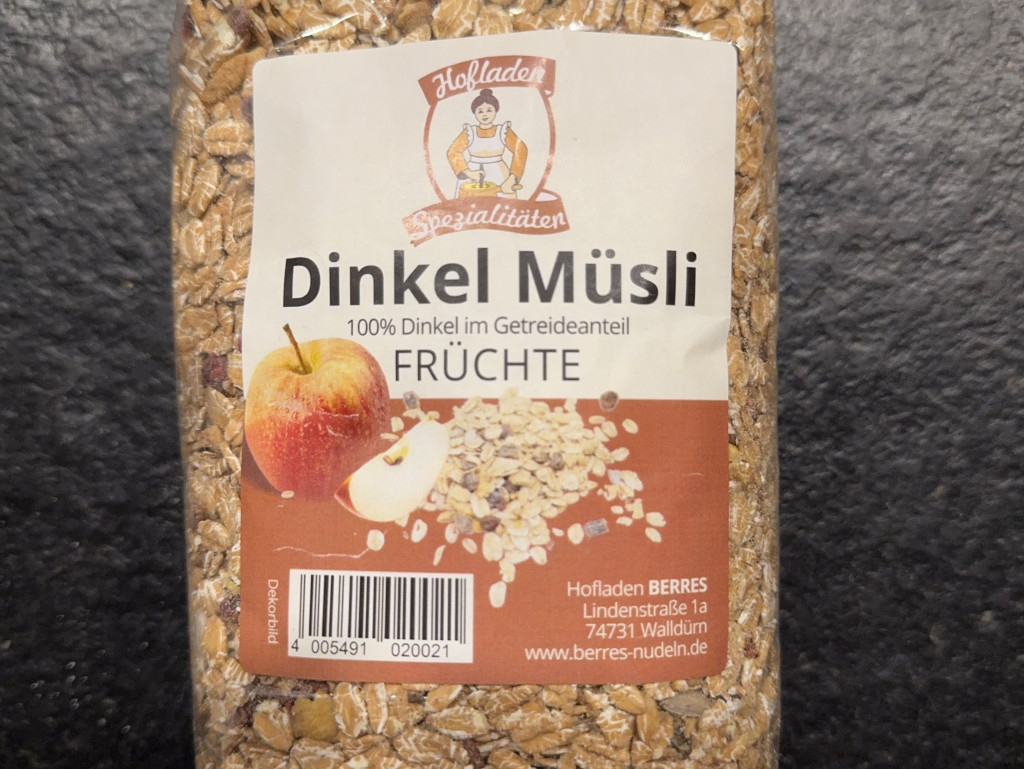 Hofladen
Spezialitäten
Dinkel Müsli
100% Dinkel im Getreideanteil
FRÜCHTE
Dekorbild
4 005491 020021
Hofladen BERRES
Lindenstraße 1a
74731 Walldürn
www.berres-nudeln.de